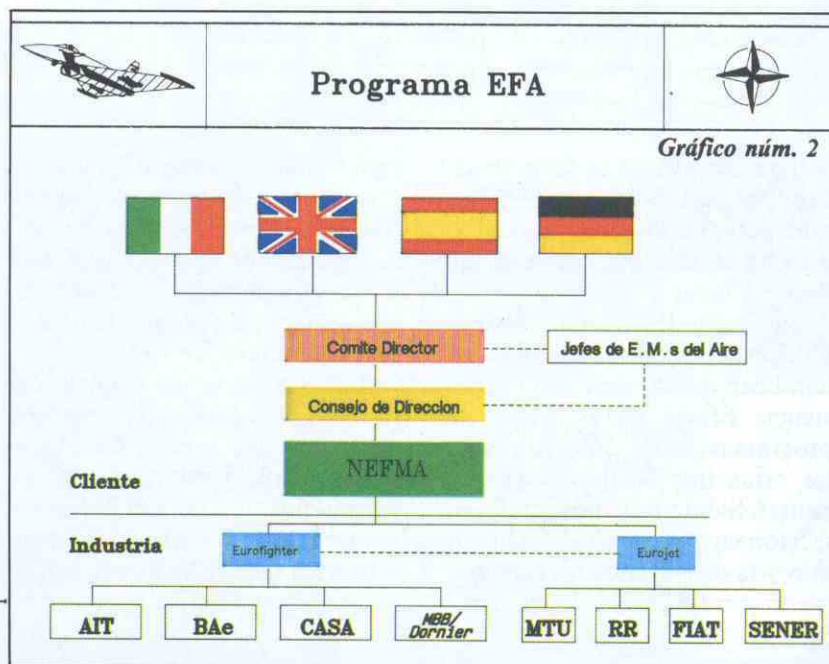 Programa EFA
Gráfico núm. 2
Comite Director
Jefes de E.M.s del Aire
Consejo de Direccion
NEFMA
Cliente
Industria
Eurofighter
Eurojet
AIT
BAe
CASA
MBB/
Dornier
MTU
RR
FIAT
SENER